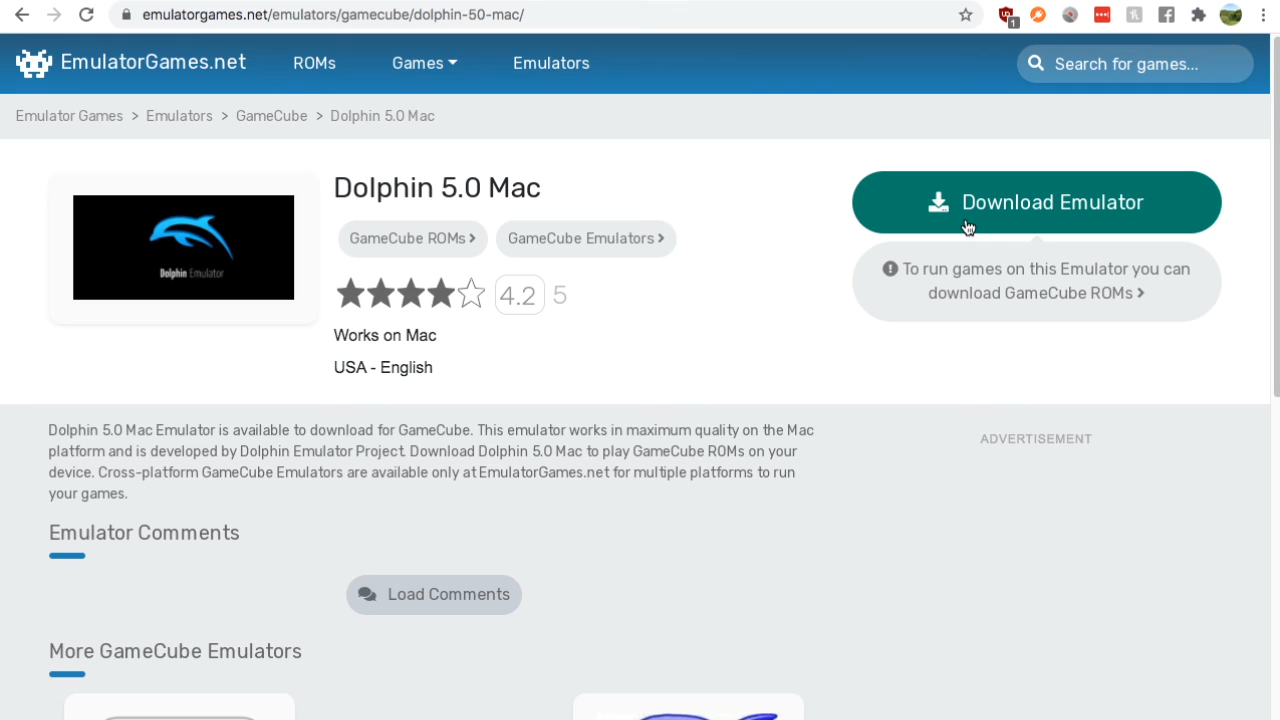 emulatorgames.net/emulators/gamecube/dolphin-50-mac/
1
EmulatorGames.net
ROMs
Games
Emulators
Search for games...
Emulator Games > Emulators > GameCube > Dolphin 5.0 Mac
Dolphin Emulator
Dolphin 5.0 Mac
GameCube ROMs
GameCube Emulators
4.2
5
Works on Mac
USA - English
Download Emulator
To run games on this Emulator you can
download GameCube ROMs
Dolphin 5.0 Mac Emulator is available to download for GameCube. This emulator works in maximum quality on the Mac
platform and is developed by Dolphin Emulator Project. Download Dolphin 5.0 Mac to play GameCube ROMs on your
device. Cross-platform GameCube Emulators are available only at EmulatorGames.net for multiple platforms to run
your games.
ADVERTISEMENT
Emulator Comments
Load Comments
More GameCube Emulators